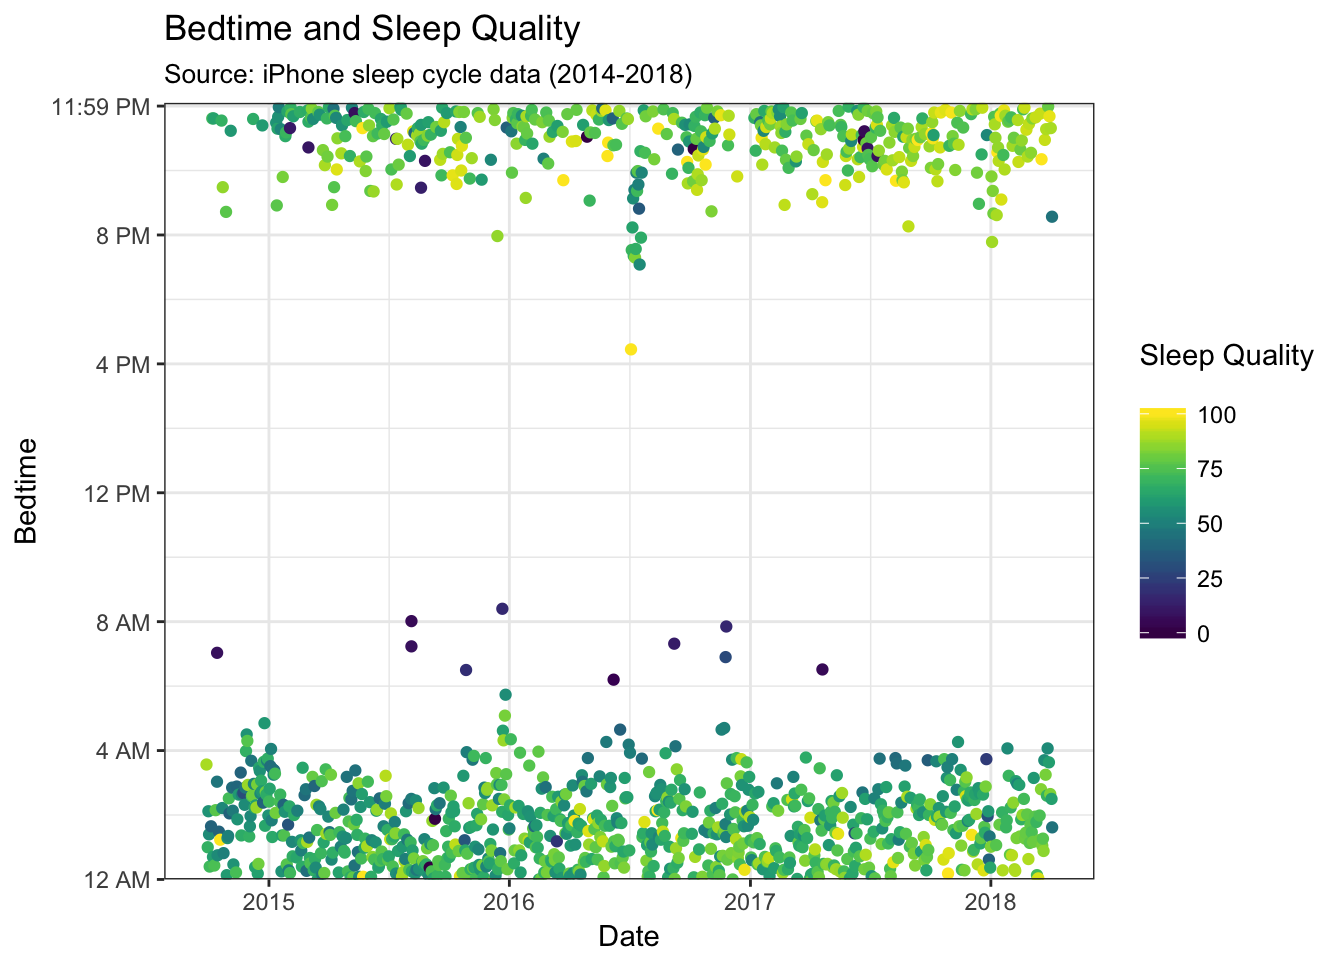 Bedtime and Sleep Quality
Source: iPhone sleep cycle data (2014-2018)
11:59 PM
8 PM
4 PM
12 PM
8 AM
4 AM
12 AM
Bedtime
2015
2016
2017
2018
Date
Sleep Quality
100
75
50
25
0